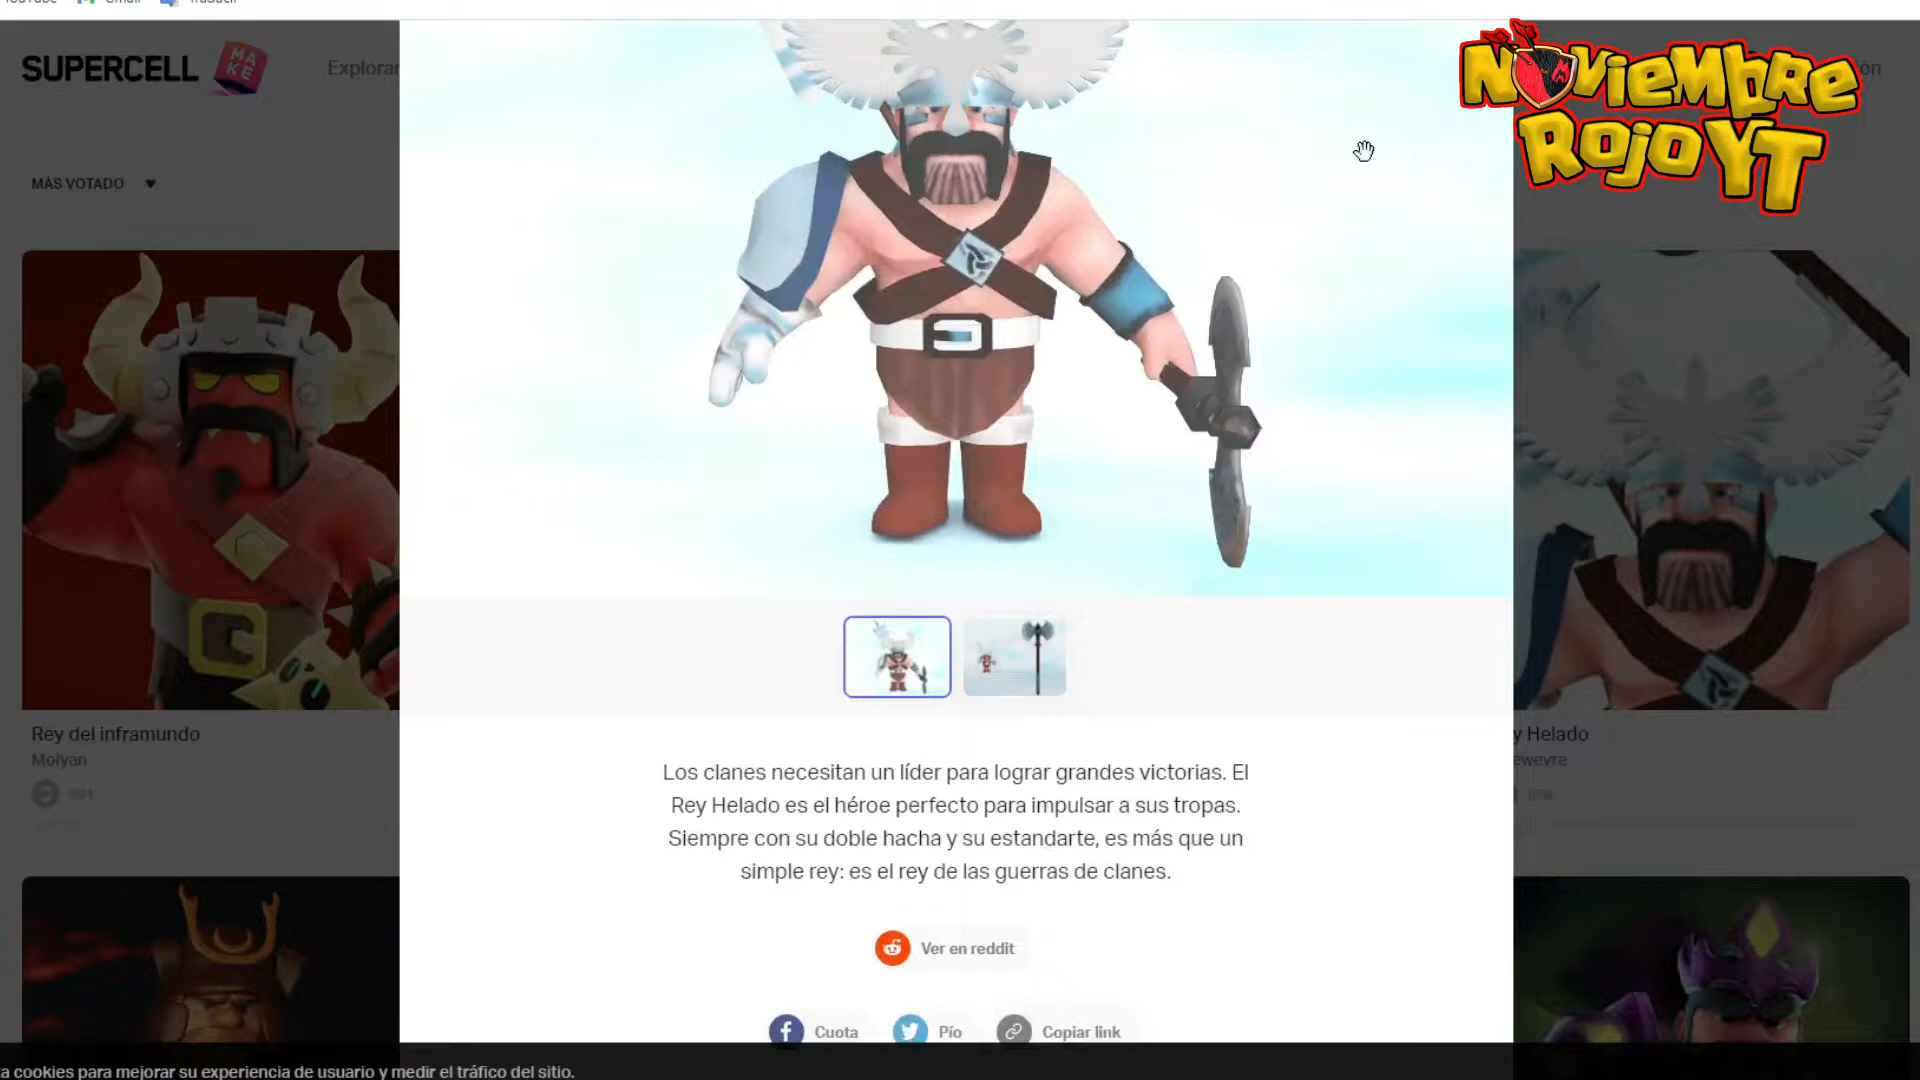 SUPERCELL
MA
KE
Explorar
NOVIEMBRE
ROJO YT
MÁS VOTADO
Rey del inframundo
Molyan
y Helado
ewevre
Los clanes necesitan un líder para lograr grandes victorias. El
Rey Helado es el héroe perfecto para impulsar a sus tropas.
Siempre con su doble hacha y su estandarte, es más que un
simple rey: es el rey de las guerras de clanes.
Ver en reddit
Cuota
Pío
Copiar link
a cookies para mejorar su experiencia de usuario y medir el tráfico del sitio.